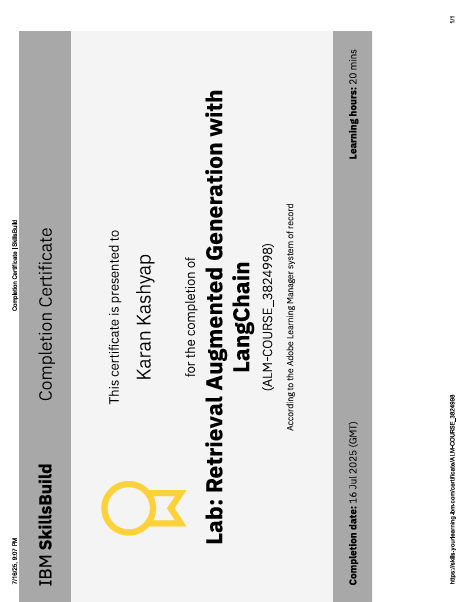 7/16/25, 9:07 PM
Completion Certificate | SkillsBuild
IBM SkillsBuild
Completion Certificate
This certificate is presented to
Karan Kashyap
for the completion of
Lab: Retrieval Augmented Generation with
LangChain
(ALM-COURSE_3824998)
According to the Adobe Learning Manager system of record
Completion date: 16 Jul 2025 (GMT)
Learning hours: 20 mins
https://skills.yourlearning.ibm.com/certificate/ALM-COURSE_3824998
1/1